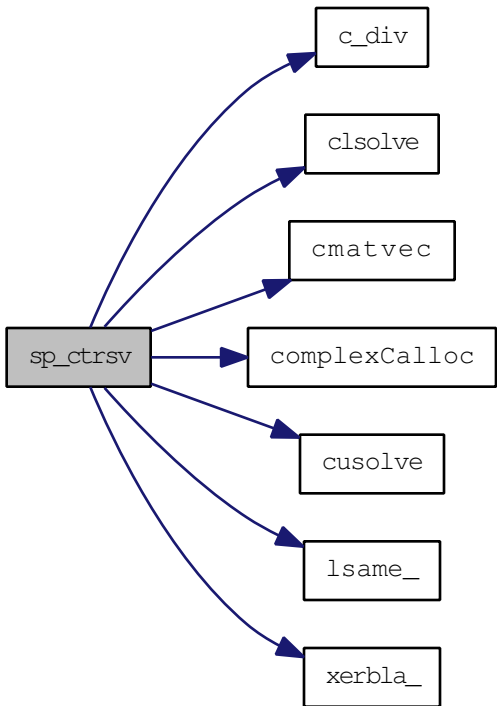 c_div
clsolve
cmatvec
sp_ctrsv
complexCalloc
cusolve
lsame_
xerbla_